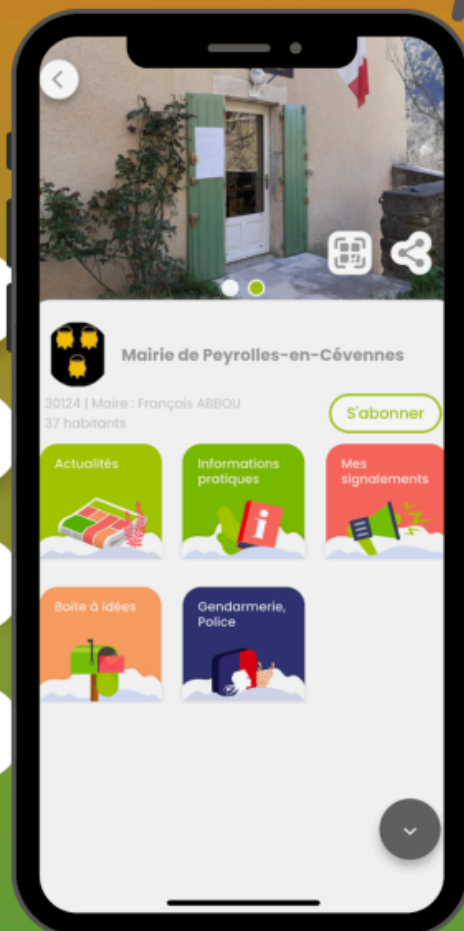 Mairie de Peyrolles-en-Cévennes
30124 | Maire : François ABBOU
37 habitants
S'abonner
Actualités
Informations
pratiques
Mes
signalements
Boite à idées
Gendarmerie,
Police